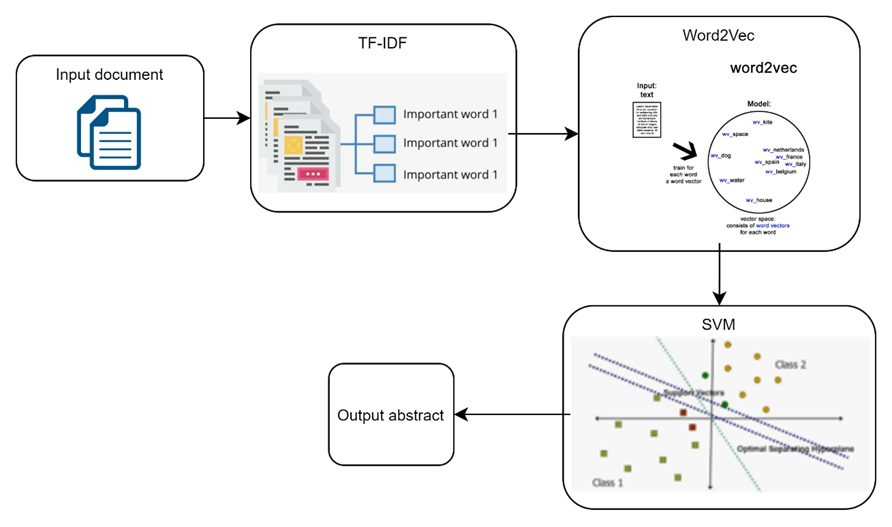 Input document
TF-IDF
Important word 1
Important word 1
Important word 1
Word2Vec
word2vec
Input:
text
train for
each word
a word vector
Model:
wv_kite
wv_space
wv_netherlands
wv_dog
wv_france
wv_spain
wv_italy
wv_belgium
wv_water
wv_house
vector space:
consists of word vectors
for each word
SVM
Class 2
Support Vectors
Optimal Separating Hyperplane
Class 1
Output abstract